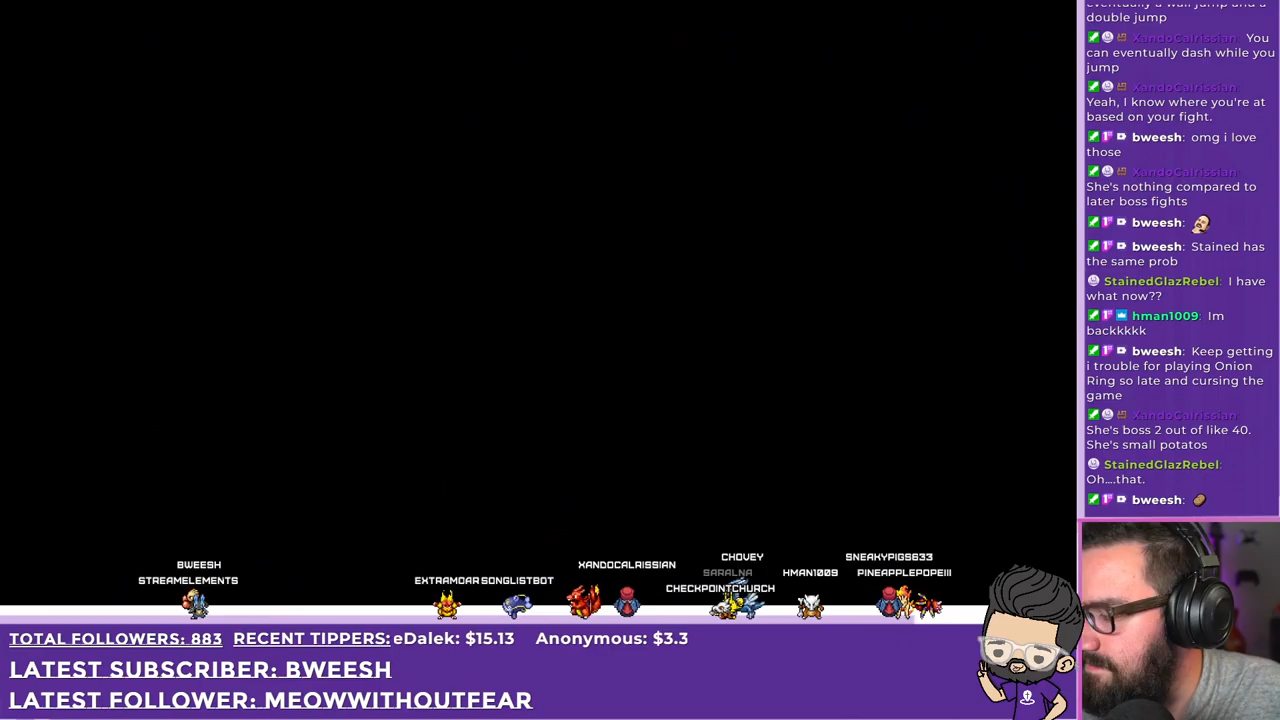 eventually a wall jump and a
double jump
XandoCalrissian: You
can eventually dash while you
jump
XandoCalrissian:
Yeah, I know where you're at
based on your fight.
bweesh: omg i love
those
XandoCalrissian:
She's nothing compared to
later boss fights
bweesh:
bweesh: Stained has
the same prob
StainedGlazRebel: I have
what now??
hman1009: Im
backkkkk
bweesh: Keep getting
i trouble for playing Onion
Ring so late and cursing the
game
XandoCalrissian:
She's boss 2 out of like 40.
She's small potatos
StainedGlazRebel:
Oh....that.
bweesh:
BWEESH
STREAMELEMENTS
EXTRAMOAR
SONGLISTBOT
XANDOCALRISSIAN
CHOVEY
SARALNA
CHECKPOINTCHURCH
HMAN1009
SNEAKYPIGS633
PINEAPPLEPOPEIII
TOTAL FOLLOWERS: 883 RECENT TIPPERS: eDalek: $15.13 Anonymous: $3.3
LATEST SUBSCRIBER: BWEESH
LATEST FOLLOWER: MEOWWITHOUTFEAR